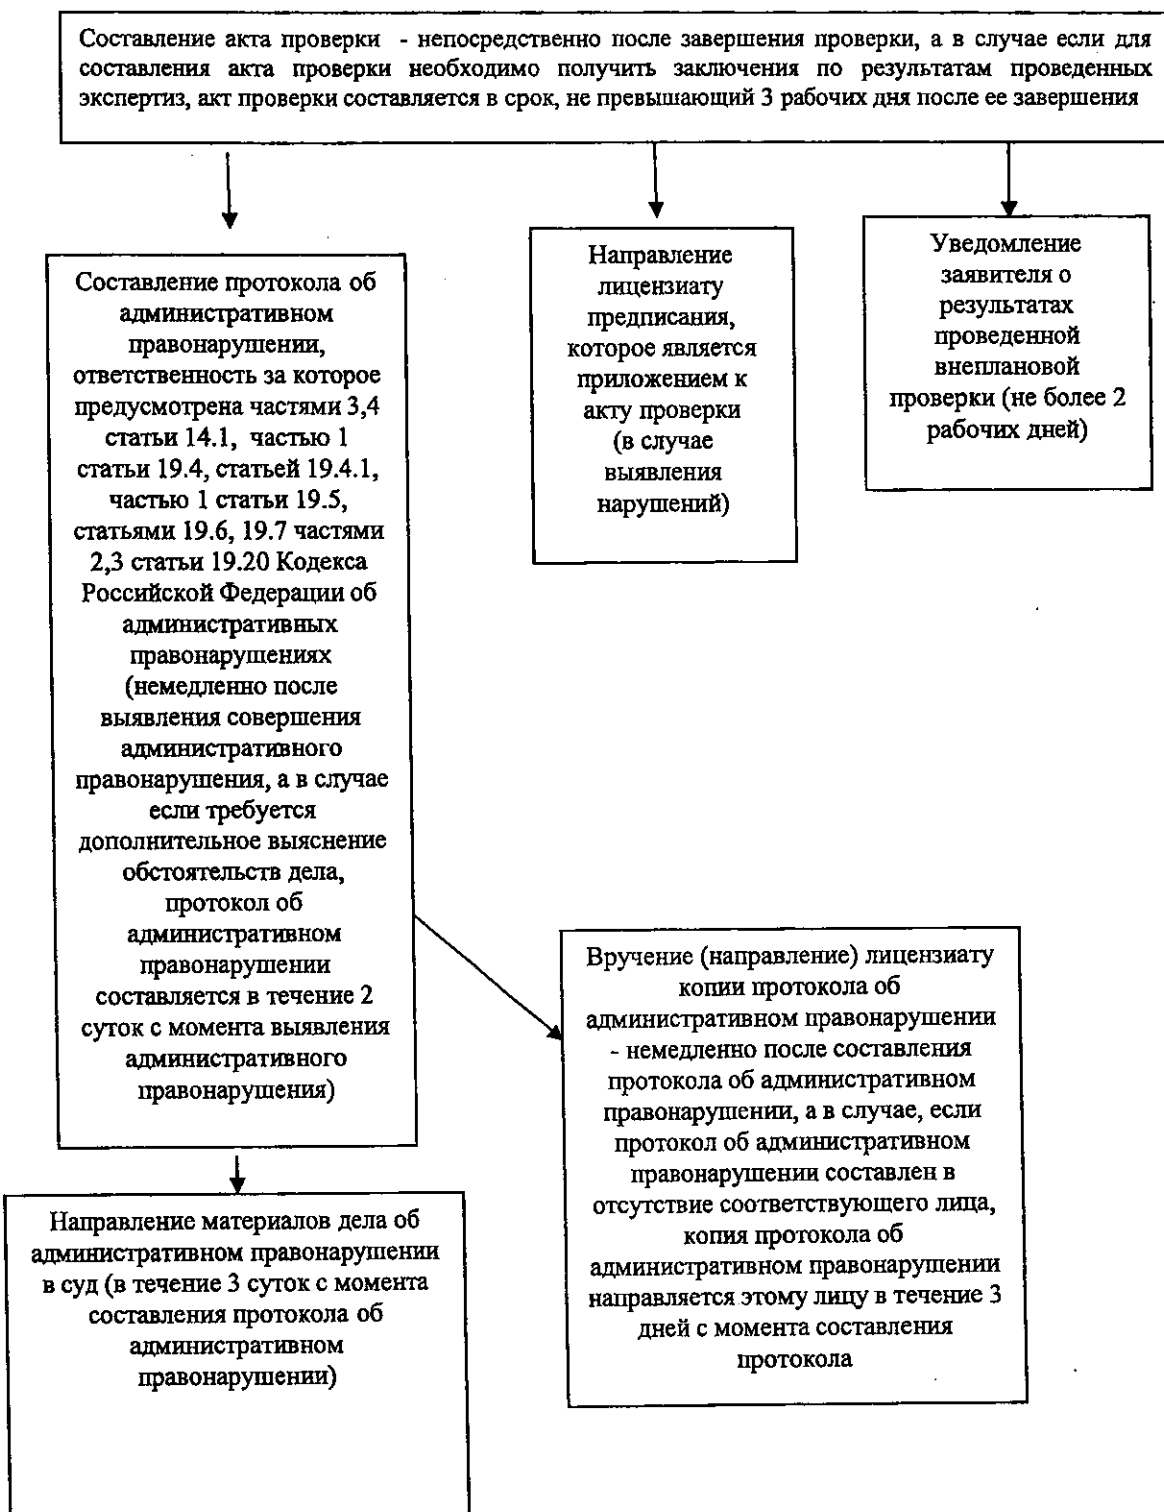 Составление акта проверки - непосредственно после завершения проверки, а в случае если для
составления акта проверки необходимо получить заключения по результатам проведенных
экспертиз, акт проверки составляется в срок, не превышающий 3 рабочих дня после ее завершения
Составление протокола об
административном
правонарушении,
ответственность за которое
предусмотрена частями 3,4
статьи 14.1, частью 1
статьи 19.4, статьей 19.4.1,
частью 1 статьи 19.5,
статьями 19.6, 19.7 частями
2,3 статьи 19.20 Кодекса
Российской Федерации об
административных
правонарушениях
(немедленно после
выявления совершения
административного
правонарушения, а в случае
если требуется
дополнительное выяснение
обстоятельств дела,
протокол об
административном
правонарушении
составляется в течение 2
суток с момента выявления
административного
правонарушения)
Направление
лицензиату
предписания,
которое является
приложением к
акту проверки
(в случае
выявления
нарушений)
Уведомление
заявителя о
результатах
проведенной
внеплановой
проверки (не более 2
рабочих дней)
Вручение (направление) лицензиату
копии протокола об
административном правонарушении
- немедленно после составления
протокола об административном
правонарушении, а в случае, если
протокол об административном
правонарушении составлен в
отсутствие соответствующего лица,
копия протокола об
административном правонарушении
направляется этому лицу в течение 3
дней с момента составления
протокола
Направление материалов дела об
административном правонарушении
в суд (в течение 3 суток с момента
составления протокола об
административном
правонарушении)